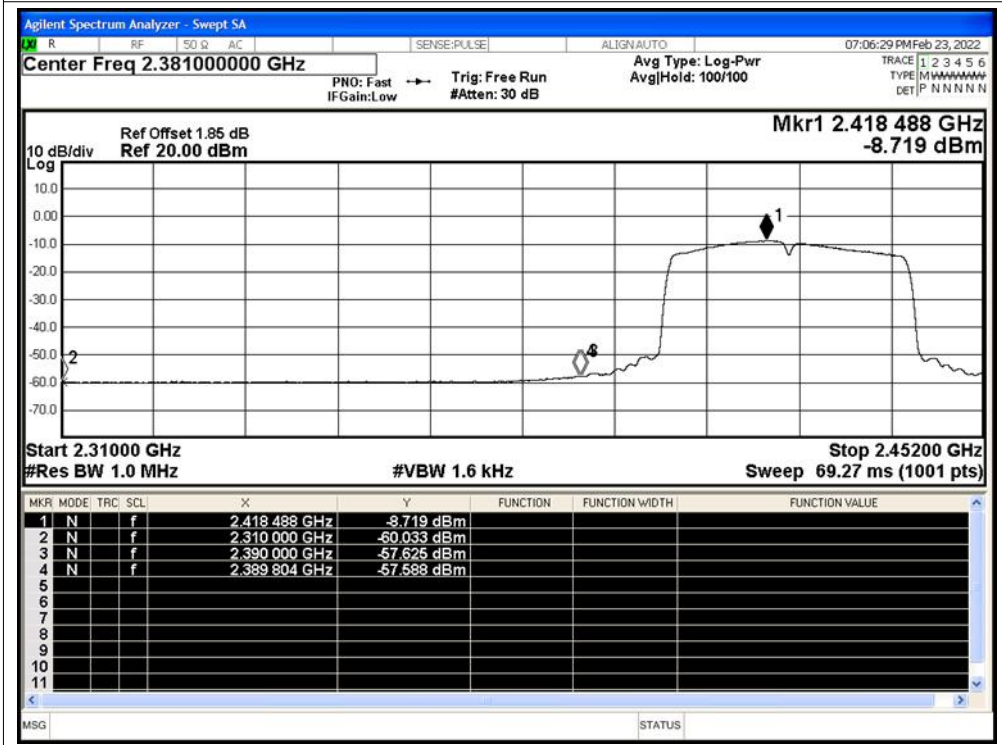 Agilent Spectrum Analyzer - Swept SA
LXI R RF 50 Ω AC SENSE:PULSE ALIGNAUTO 07:06:29 PMFeb 23, 2022
Center Freq 2.381000000 GHz
PNO: Fast
IFGain:Low
Trig: Free Run
#Atten: 30 dB
Avg Type: Log-Pwr
Avg|Hold: 100/100
TRACE 1 2 3 4 5 6
TYPE M
DET P N N N N N
Mkr1 2.418 488 GHz
-8.719 dBm
Ref Offset 1.85 dB
10 dB/div Ref 20.00 dBm
Log
10.0
0.00
-10.0
-20.0
-30.0
-40.0
-50.0
-60.0
-70.0
1
2
Start 2.31000 GHz Stop 2.45200 GHz
#Res BW 1.0 MHz #VBW 1.6 kHz Sweep 69.27 ms (1001 pts)
MKR MODE TRC SCL X Y FUNCTION FUNCTION WIDTH FUNCTION VALUE
1 N f 2.418 488 GHz -8.719 dBm
2 N f 2.310 000 GHz -60.033 dBm
3 N f 2.390 000 GHz -57.625 dBm
4 N f 2.389 804 GHz -57.588 dBm
5
6
7
8
9
10
11
MSG STATUS